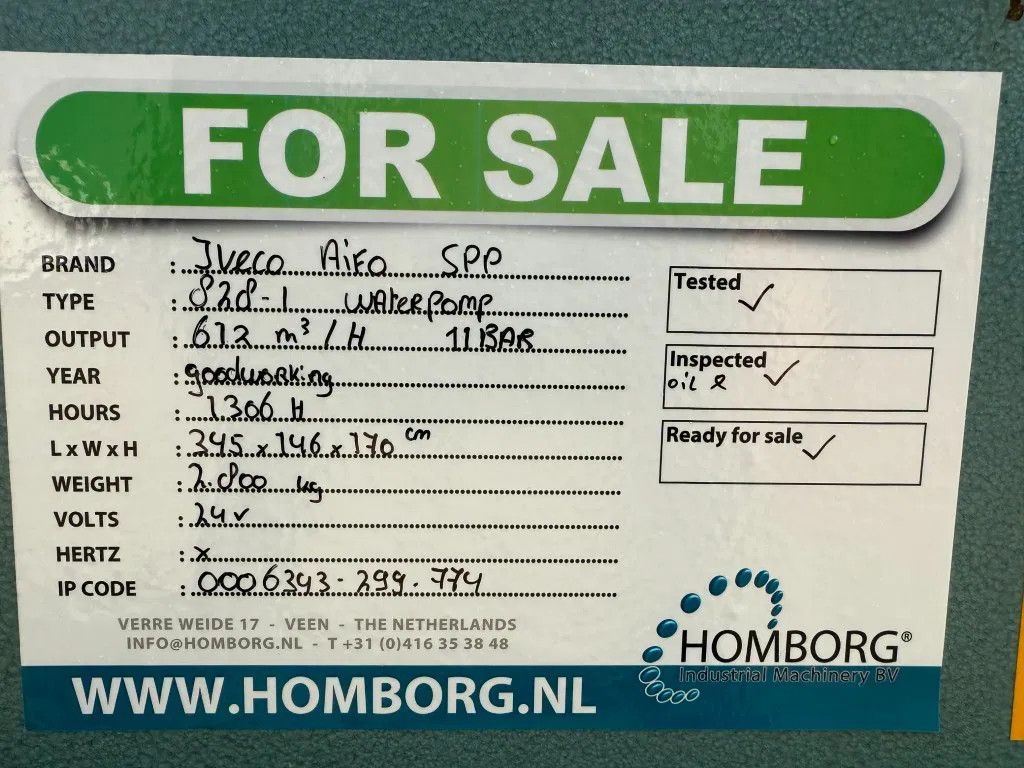 FOR SALE
BRAND : Iveco Aifo SPP
TYPE : 828-1 Waterpomp
OUTPUT : 612 m³ / H 11 BAR
YEAR : goodworking
HOURS : 1306 H
L x W x H : 345 x 146 x 170 cm
WEIGHT : 2.800 kg
VOLTS : 24v
HERTZ : x
IP CODE : 0006343-299.774
Tested ✓
Inspected ✓
oil &
Ready for sale ✓
VERRE WEIDE 17 - VEEN - THE NETHERLANDS
INFO@HOMBORG.NL - T +31 (0)416 35 38 48
HOMBORG®
Industrial Machinery BV
WWW.HOMBORG.NL